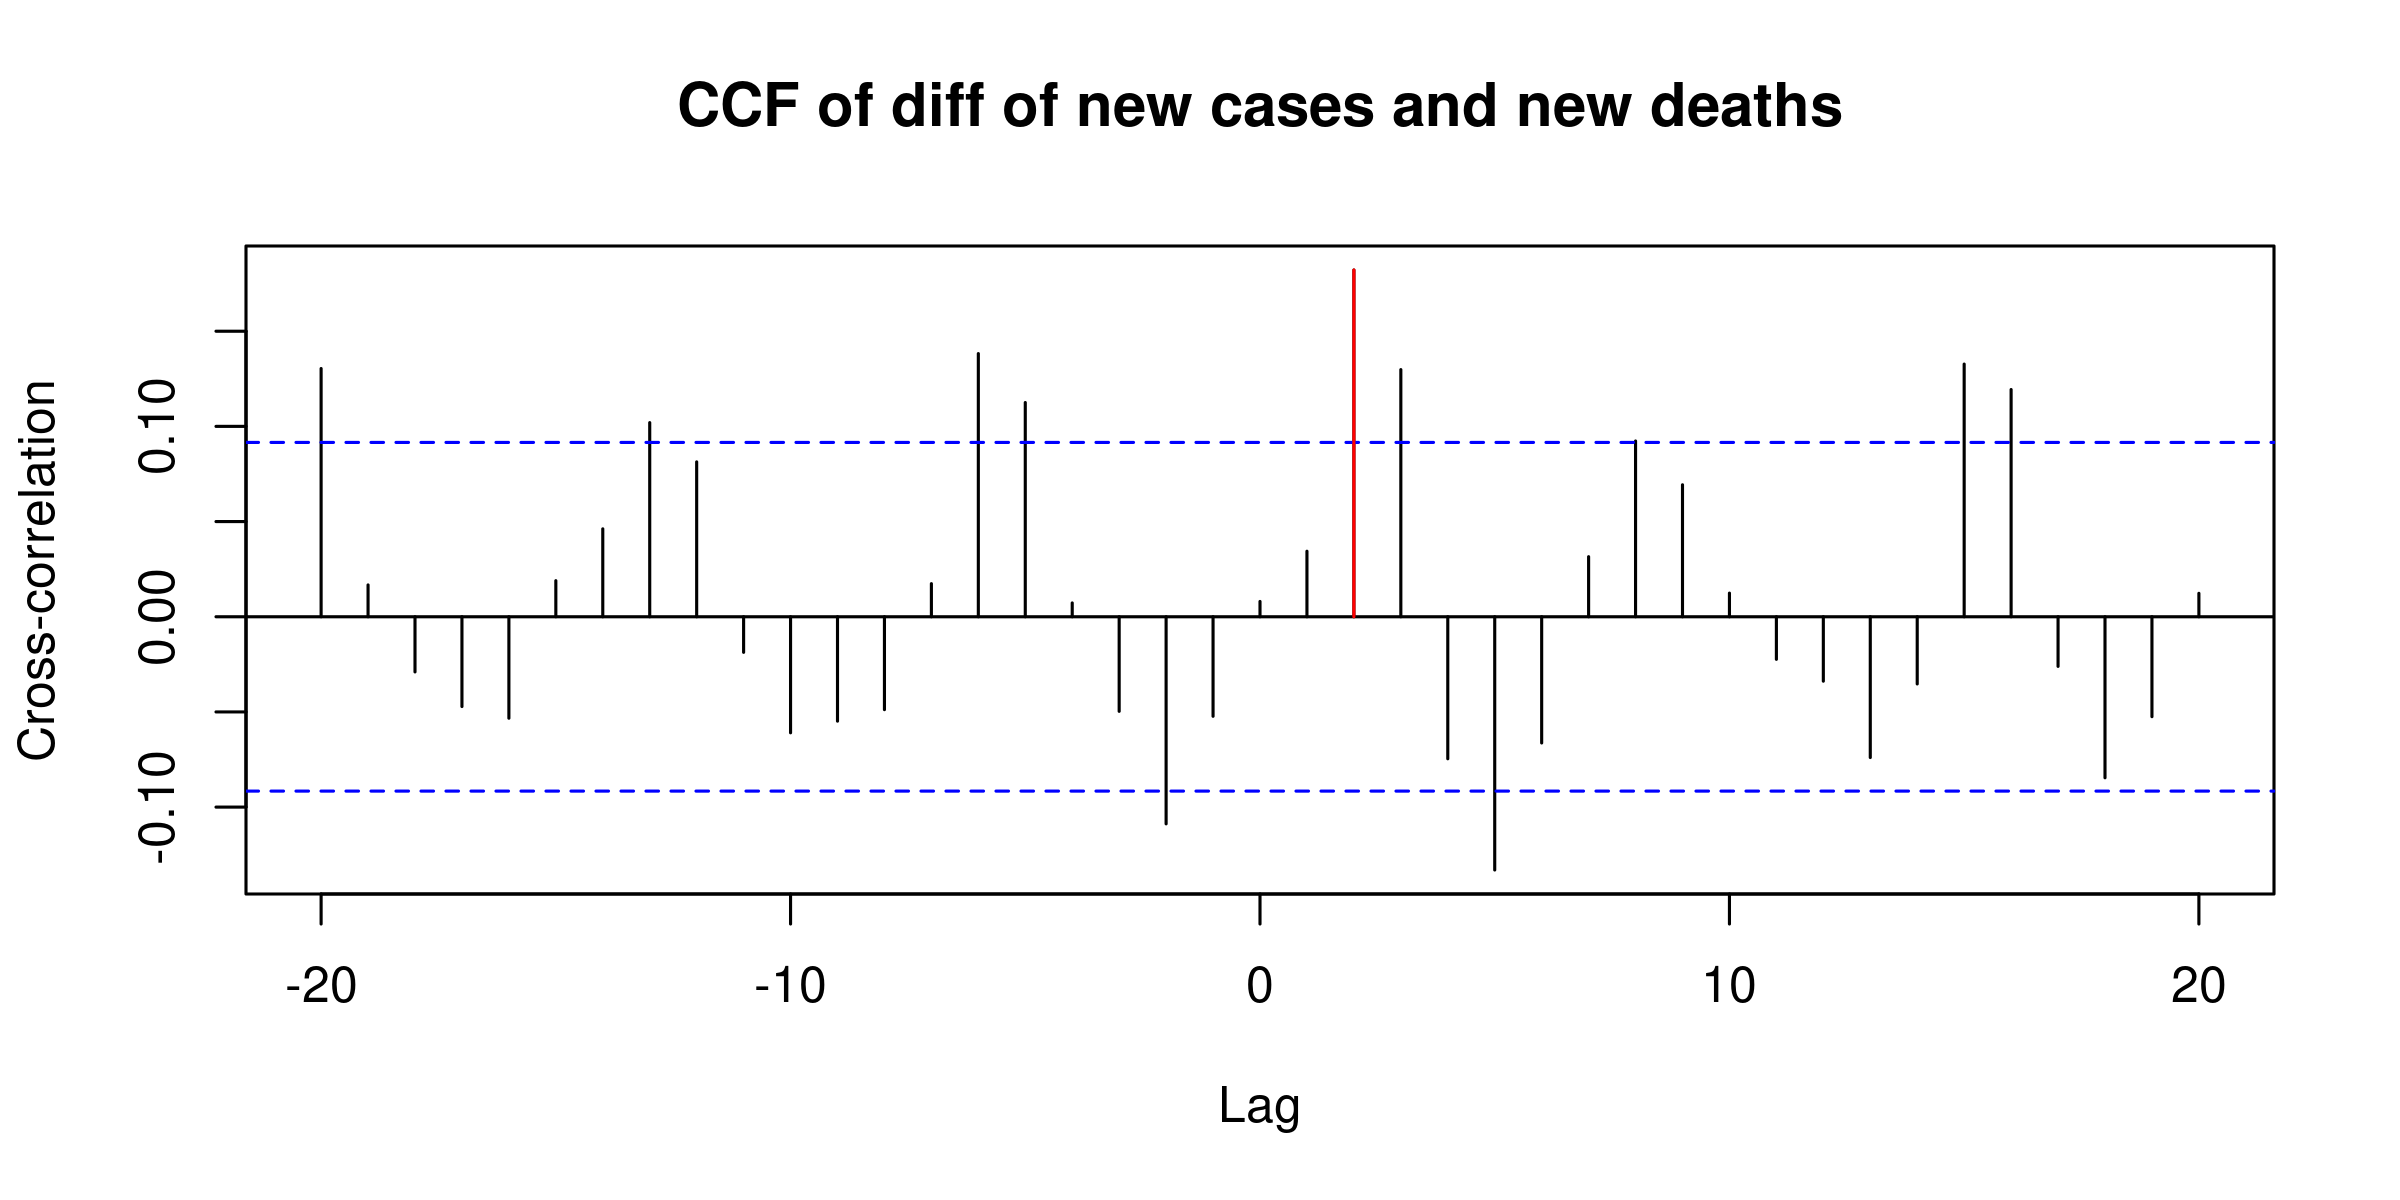 CCF of diff of new cases and new deaths
Cross-correlation
0.10
0.00
-0.10
-20 -10 0 10 20
Lag